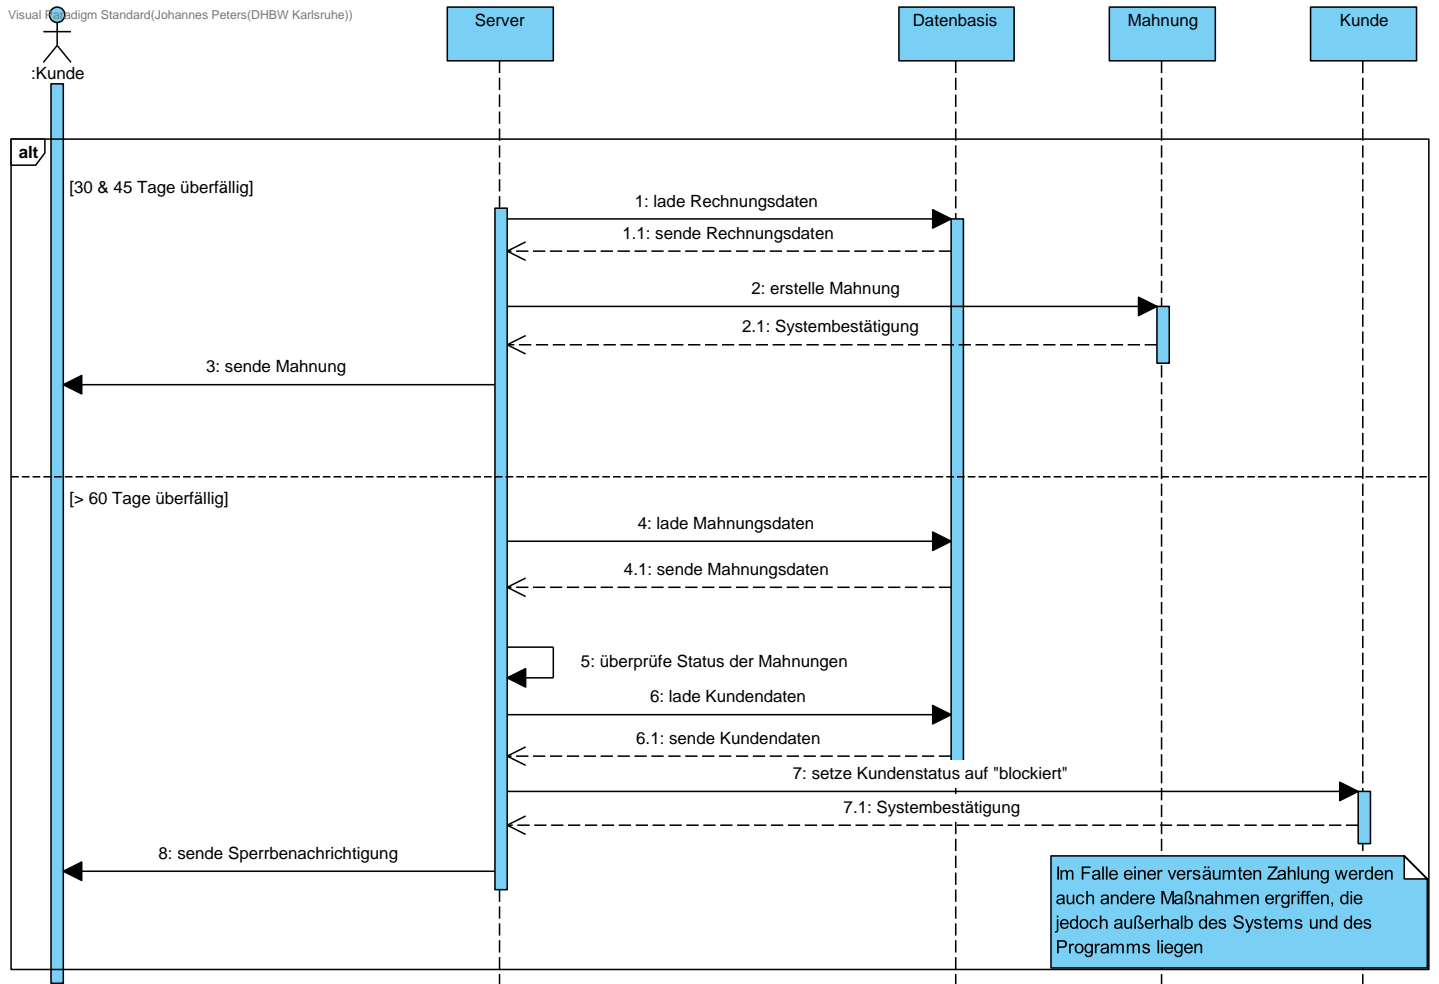 Visual Paradigm Standard(Johannes Peters(DHBW Karlsruhe))
:Kunde
Server
Datenbasis
Mahnung
Kunde
alt
[30 & 45 Tage überfällig]
1: lade Rechnungsdaten
1.1: sende Rechnungsdaten
2: erstelle Mahnung
2.1: Systembestätigung
3: sende Mahnung
[> 60 Tage überfällig]
4: lade Mahnungsdaten
4.1: sende Mahnungsdaten
5: überprüfe Status der Mahnungen
6: lade Kundendaten
6.1: sende Kundendaten
7: setze Kundenstatus auf "blockiert"
7.1: Systembestätigung
8: sende Sperrbenachrichtigung
Im Falle einer versäumten Zahlung werden
auch andere Maßnahmen ergriffen, die
jedoch außerhalb des Systems und des
Programms liegen